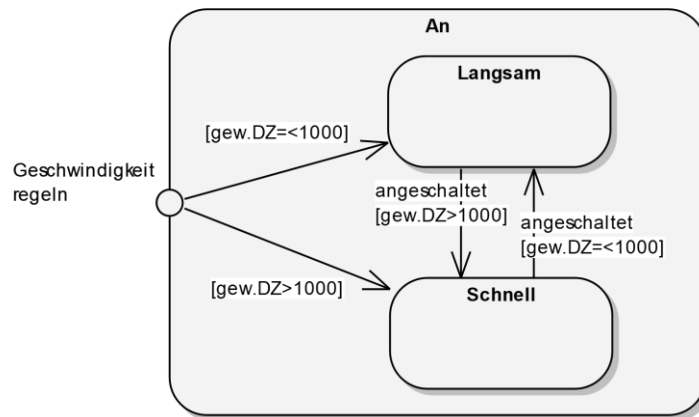 An
Langsam
[gew.DZ=<1000]
Geschwindigkeit
regeln
angeschaltet
[gew.DZ>1000]
angeschaltet
[gew.DZ=<1000]
[gew.DZ>1000]
Schnell